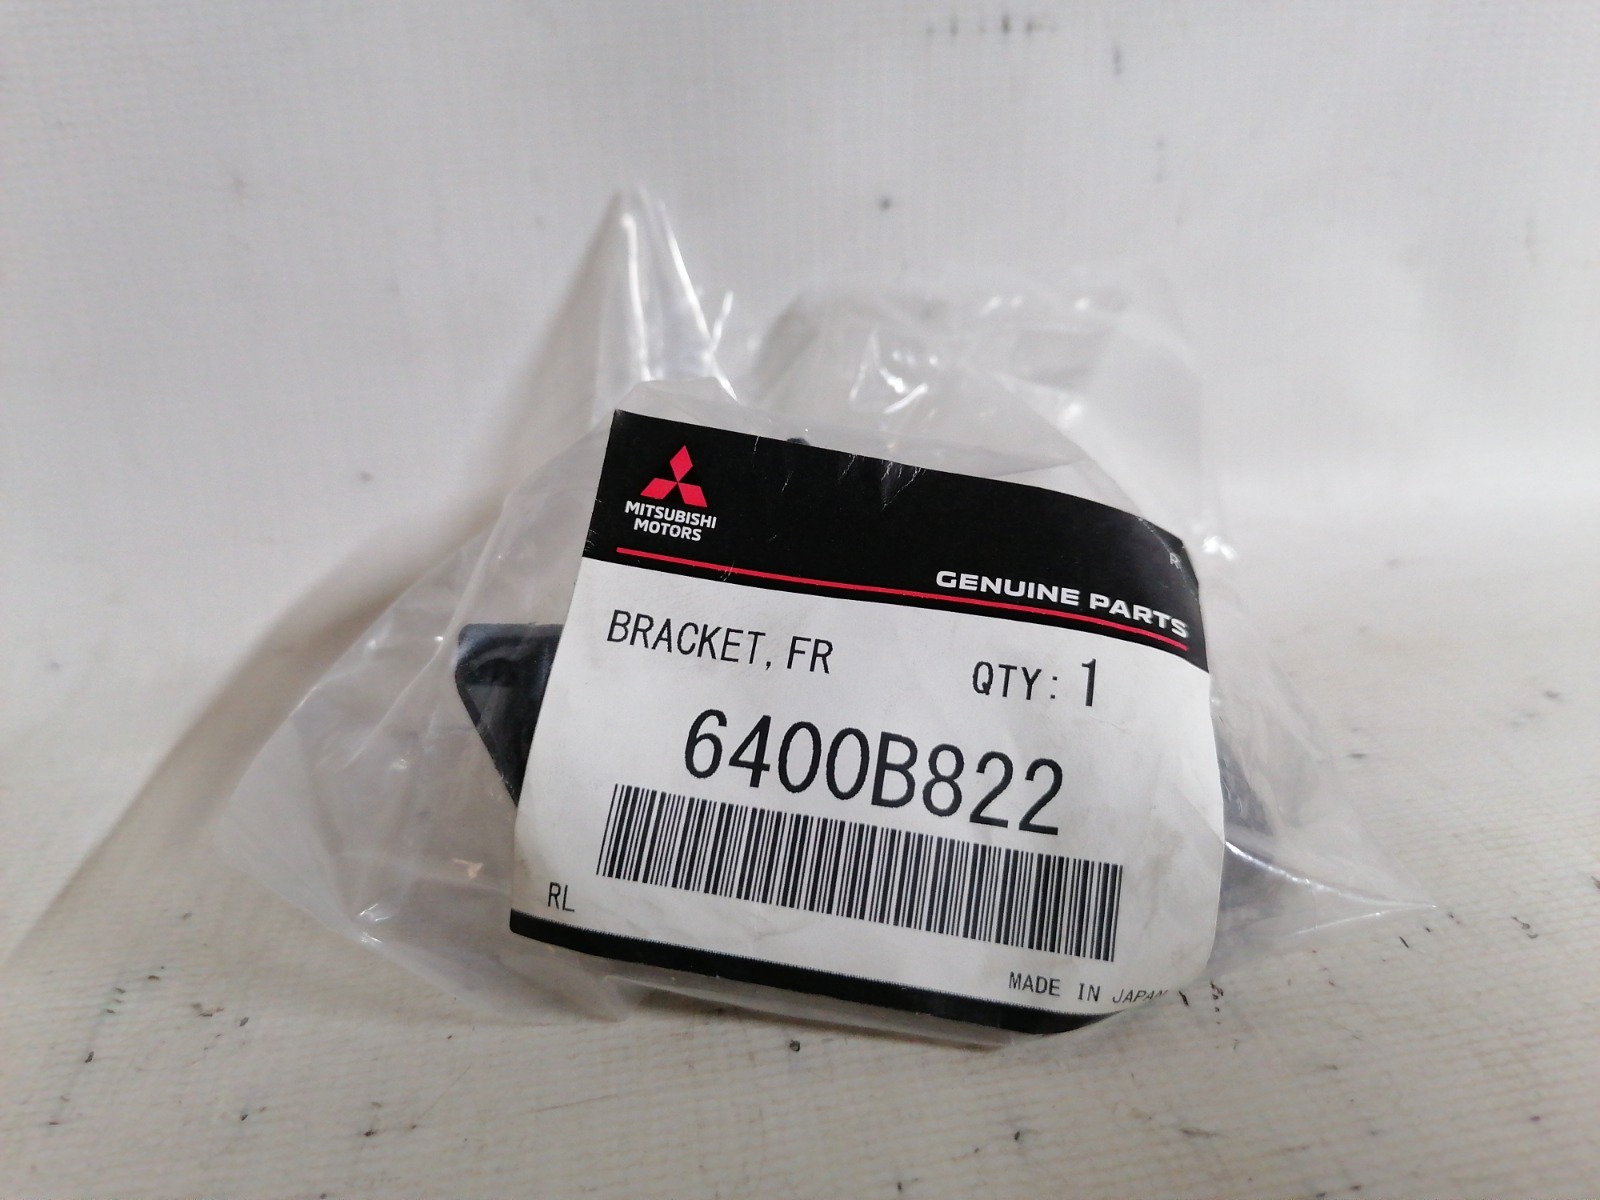 MITSUBISHI
MOTORS
R
GENUINE PARTS
BRACKET, FR
QTY: 1
6400B822
RL
MADE IN JAPAN